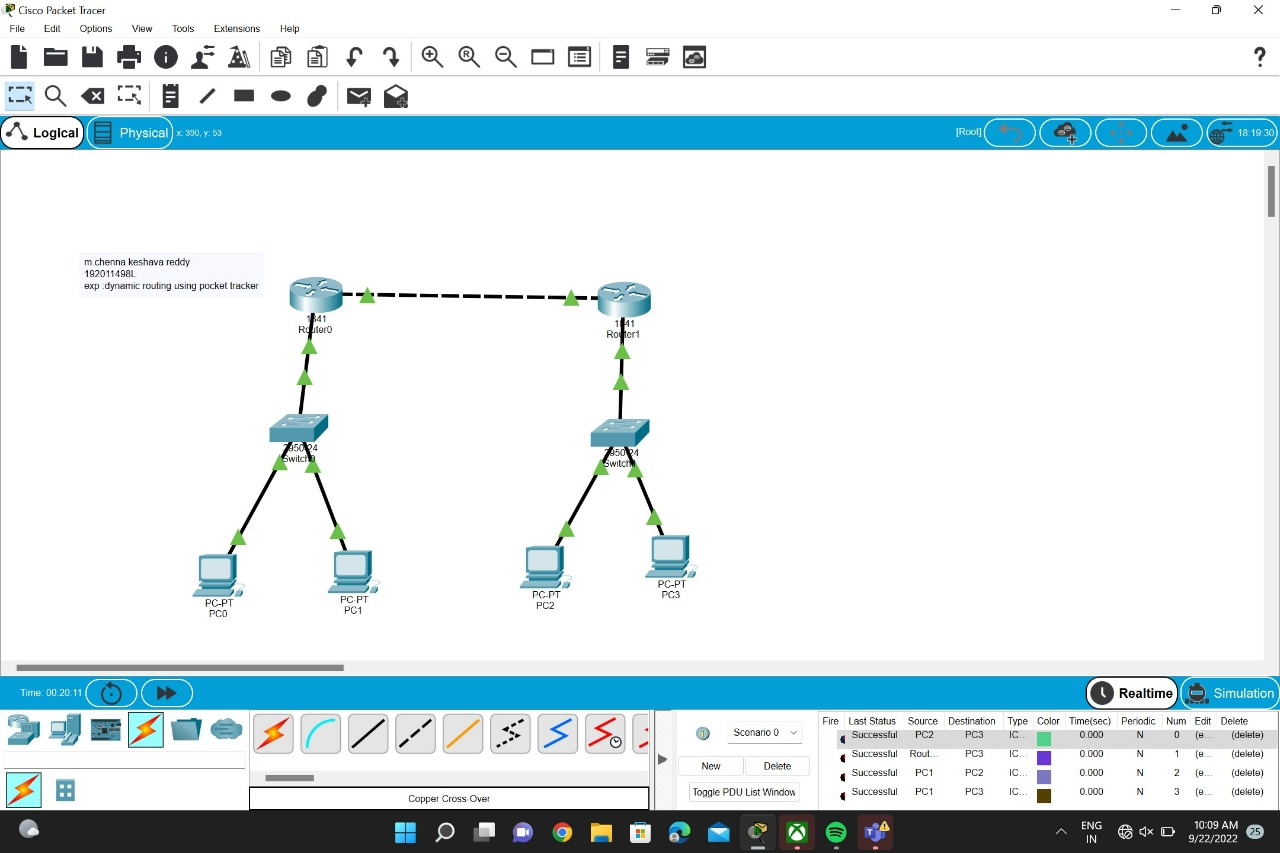 Cisco Packet Tracer
File Edit Options View Tools Extensions Help
Logical Physical x: 390, y: 53 [Root] 18:19:30
m.chenna keshava reddy
192011498L
exp :dynamic routing using pocket tracker
1841
Router0
1841
Router1
2950-24
Switch0
2950-24
Switch1
PC-PT
PC0
PC-PT
PC1
PC-PT
PC2
PC-PT
PC3
Time: 00:20:11 Realtime Simulation
Scenario 0
New Delete
Toggle PDU List Window
Copper Cross-Over
Fire Last Status Source Destination Type Color Time(sec) Periodic Num Edit Delete
Successful PC2 PC3 IC... 0.000 N 0 (e... (delete)
Successful Rout... PC3 IC... 0.000 N 1 (e... (delete)
Successful PC1 PC2 IC... 0.000 N 2 (e... (delete)
Successful PC1 PC3 IC... 0.000 N 3 (e... (delete)
ENG
IN
10:09 AM
9/22/2022
25